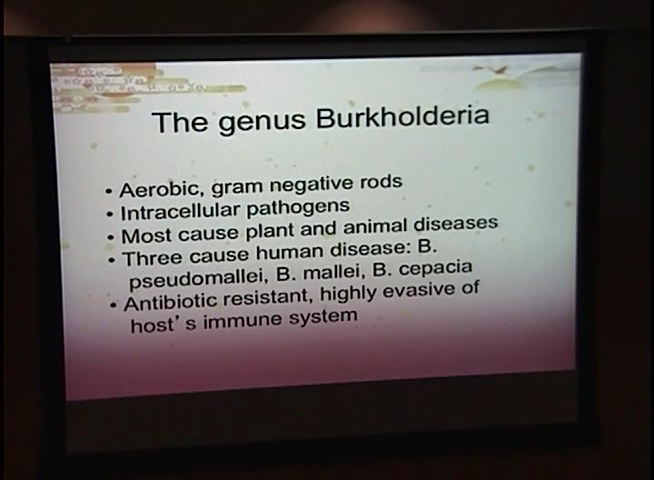 The genus Burkholderia
• Aerobic, gram negative rods
• Intracellular pathogens
• Most cause plant and animal diseases
• Three cause human disease: B.
pseudomallei, B. mallei, B. cepacia
• Antibiotic resistant, highly evasive of
host's immune system